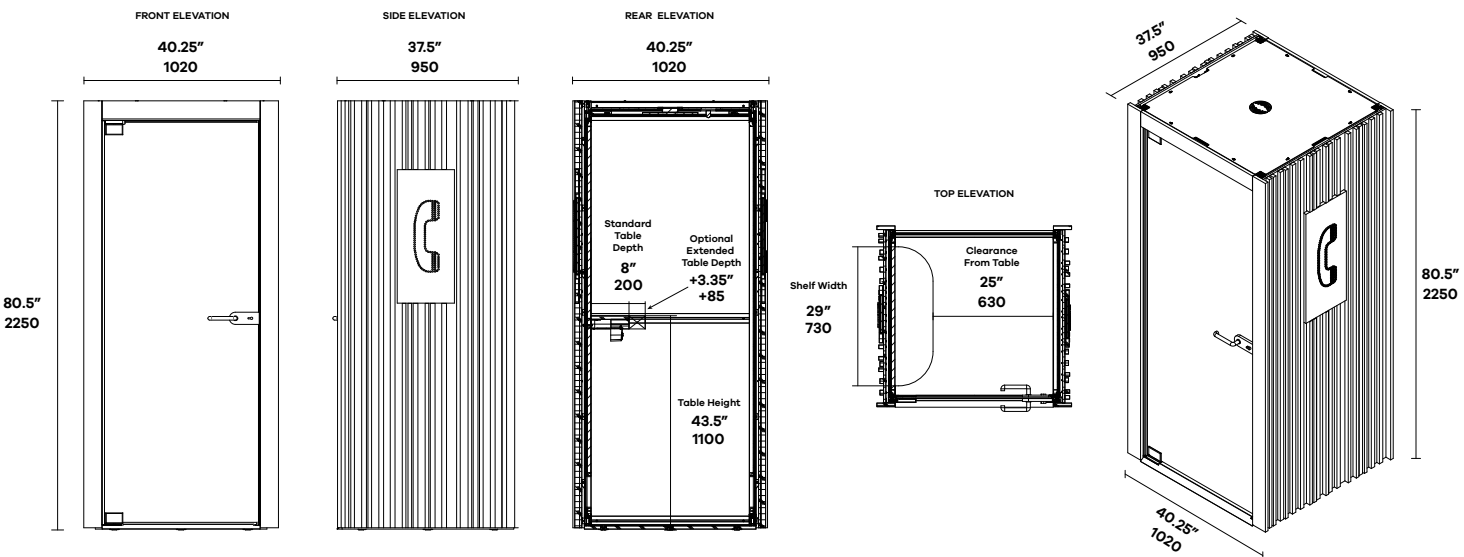 FRONT ELEVATION
40.25”
1020
80.5”
2250
SIDE ELEVATION
37.5”
950
REAR ELEVATION
40.25”
1020
Standard
Table
Depth
8”
200
Optional
Extended
Table Depth
+3.35”
+85
Table Height
43.5”
1100
TOP ELEVATION
Shelf Width
29”
730
Clearance
From Table
25”
630
37.5”
950
80.5”
2250
40.25”
1020